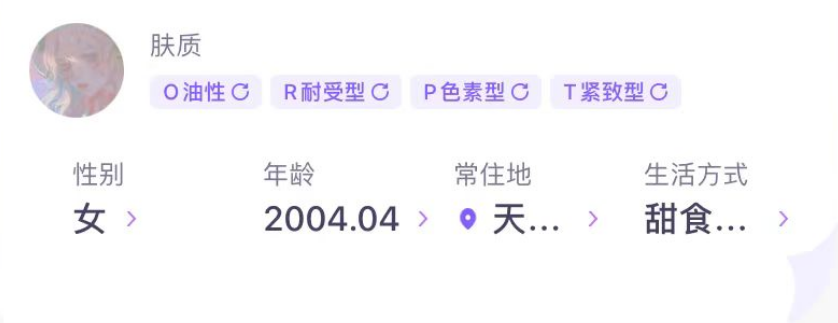 肤质
O油性 R耐受型 P色素型 T紧致型
性别 年龄 常住地 生活方式
女 2004.04 天... 甜食...